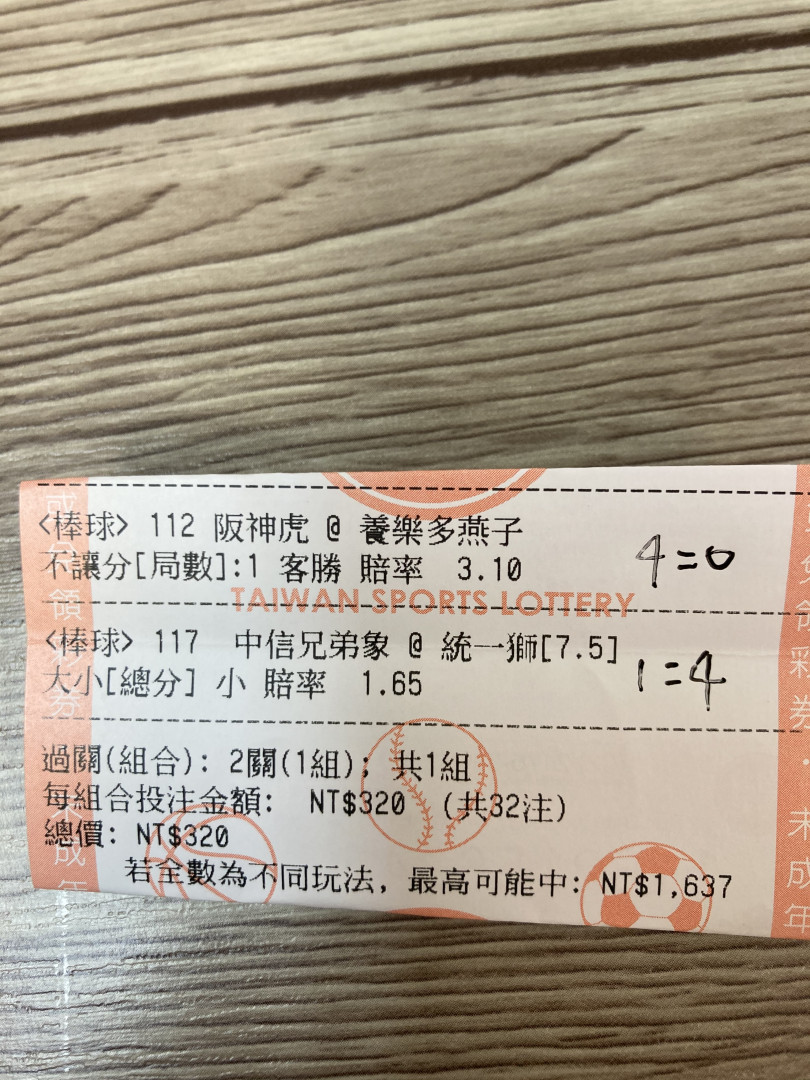 <棒球> 112 阪神虎 @ 養樂多燕子
不讓分[局數]:1 客勝 賠率 3.10
4=0
TAIWAN SPORTS LOTTERY
<棒球> 117 中信兄弟象 @ 統一獅[7.5]
大小[總分] 小 賠率 1.65
1=4
過關(組合): 2關(1組); 共1組
每組合投注金額: NT$320 (共32注)
總價: NT$320
若全數為不同玩法, 最高可能中: NT$1,637